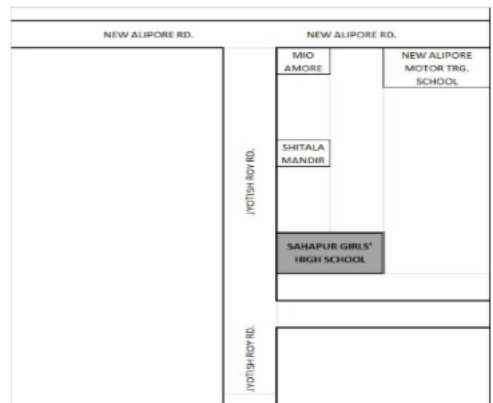 NEW ALIPORE RD.
NEW ALIPORE RD.
MIO
AMORE
NEW ALIPORE
MOTOR TRG.
SCHOOL
SHITALA
MANDIR
JYOTISH ROY RD.
SAHAPUR GIRLS'
HIGH SCHOOL
JYOTISH ROY RD.